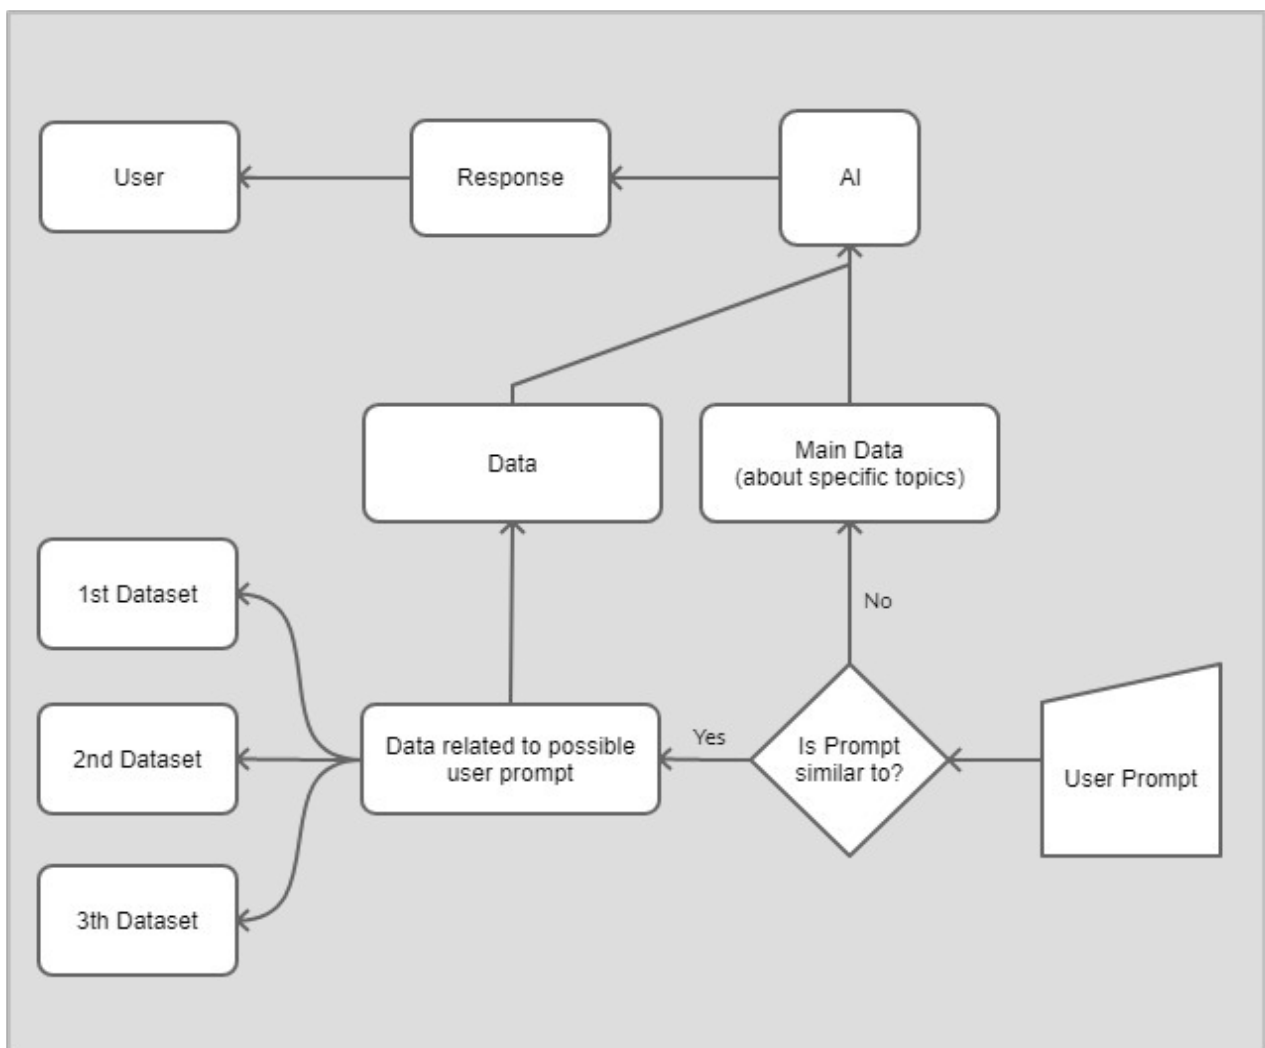 User
Response
AI
Data
Main Data
(about specific topics)
1st Dataset
No
2nd Dataset
Data related to possible
user prompt
Yes
Is Prompt
similar to?
User Prompt
3th Dataset